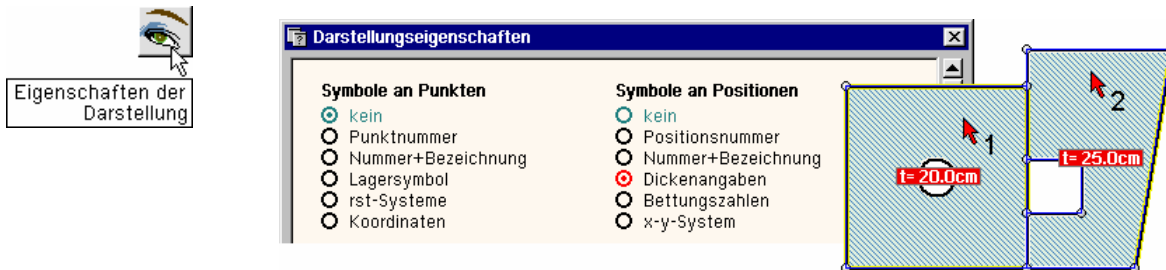 Eigenschaften der
Darstellung
Darstellungseigenschaften
Symbole an Punkten
kein
Punktnummer
Nummer+Bezeichnung
Lagersymbol
rst-Systeme
Koordinaten
Symbole an Positionen
kein
Positionsnummer
Nummer+Bezeichnung
Dickenangaben
Bettungszahlen
x-y-System
1
t= 20.0cm
2
t= 25.0cm